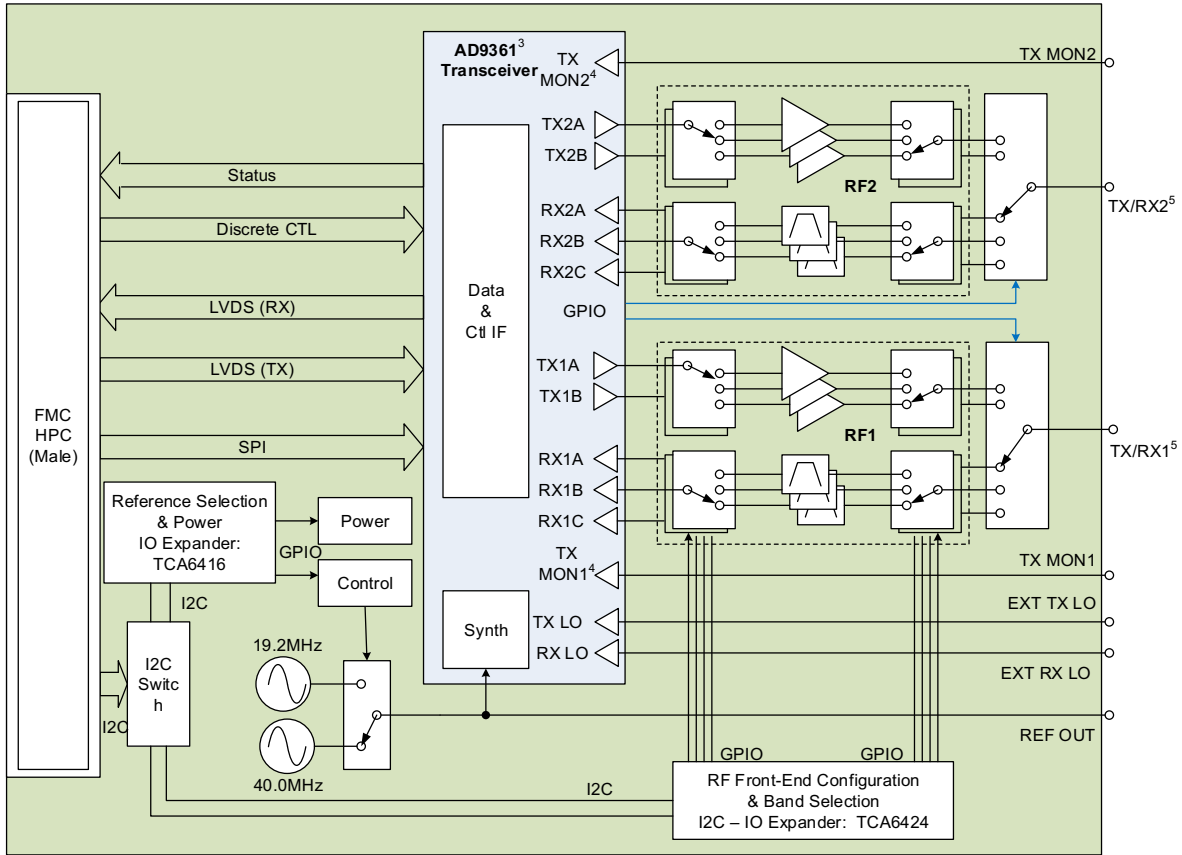 AD9361³
Transceiver
TX
MON2⁴
TX MON2
TX2A
TX2B
RX2A
RX2B
RX2C
RF2
TX/RX2⁵
Status
Discrete CTL
LVDS (RX)
LVDS (TX)
SPI
Data
&
Ctl IF
GPIO
TX1A
TX1B
RX1A
RX1B
RX1C
RF1
TX/RX1⁵
FMC
HPC
(Male)
Reference Selection
& Power
IO Expander:
TCA6416
GPIO
Power
Control
TX
MON1⁴
TX MON1
I2C
Synth
TX LO
EXT TX LO
RX LO
EXT RX LO
I2C
Switc
h
I2C
19.2MHz
40.0MHz
REF OUT
GPIO
GPIO
I2C
RF Front-End Configuration
& Band Selection
I2C – IO Expander: TCA6424